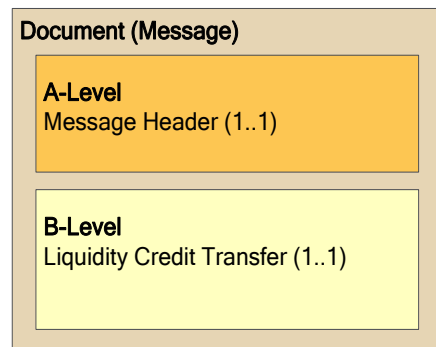 Document (Message)
A-Level
Message Header (1..1)
B-Level
Liquidity Credit Transfer (1..1)